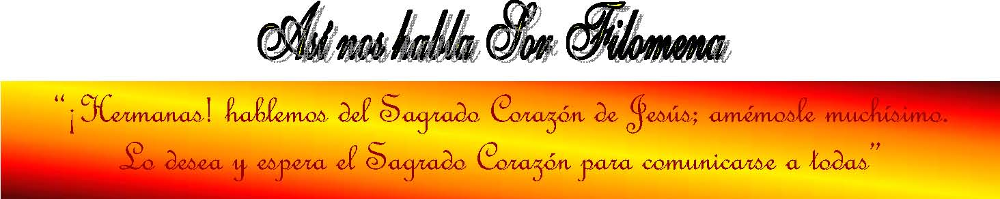 Así nos habla Sor Filomena
“¡Hermanas! hablemos del Sagrado Corazón de Jesús; amémosle muchísimo.
Lo desea y espera el Sagrado Corazón para comunicarse a todas”